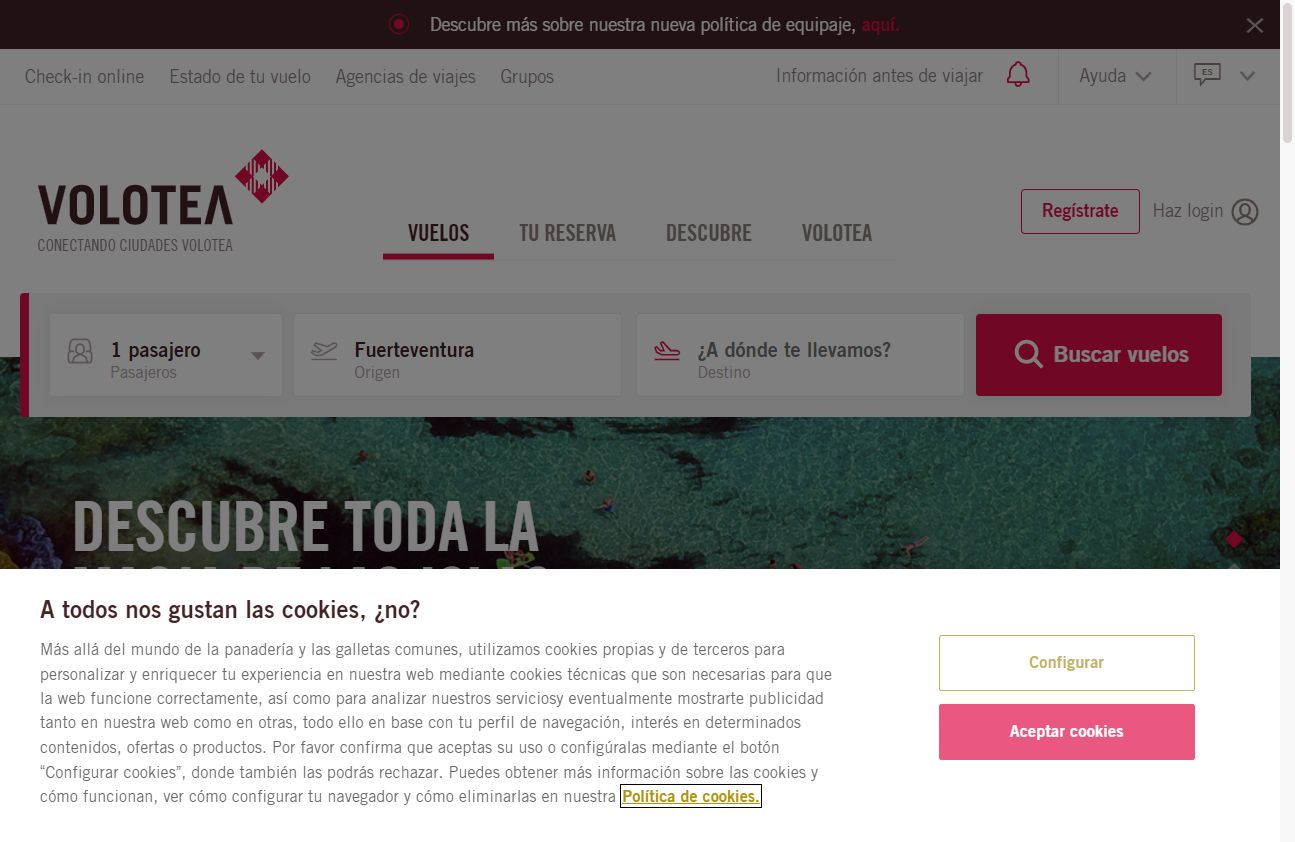 Descubre más sobre nuestra nueva política de equipaje, aquí.
Check-in online Estado de tu vuelo Agencias de viajes Grupos Información antes de viajar Ayuda ES
VOLOTEA
CONECTANDO CIUDADES VOLOTEA
VUELOS TU RESERVA DESCUBRE VOLOTEA
Regístrate Haz login
1 pasajero
Pasajeros
Fuerteventura
Origen
¿A dónde te llevamos?
Destino
Buscar vuelos
DESCUBRE TODA LA
A todos nos gustan las cookies, ¿no?
Más allá del mundo de la panadería y las galletas comunes, utilizamos cookies propias y de terceros para
personalizar y enriquecer tu experiencia en nuestra web mediante cookies técnicas que son necesarias para que
la web funcione correctamente, así como para analizar nuestros serviciosy eventualmente mostrarte publicidad
tanto en nuestra web como en otras, todo ello en base con tu perfil de navegación, interés en determinados
contenidos, ofertas o productos. Por favor confirma que aceptas su uso o configúralas mediante el botón
“Configurar cookies”, donde también las podrás rechazar. Puedes obtener más información sobre las cookies y
cómo funcionan, ver cómo configurar tu navegador y cómo eliminarlas en nuestra Política de cookies.
Configurar
Aceptar cookies